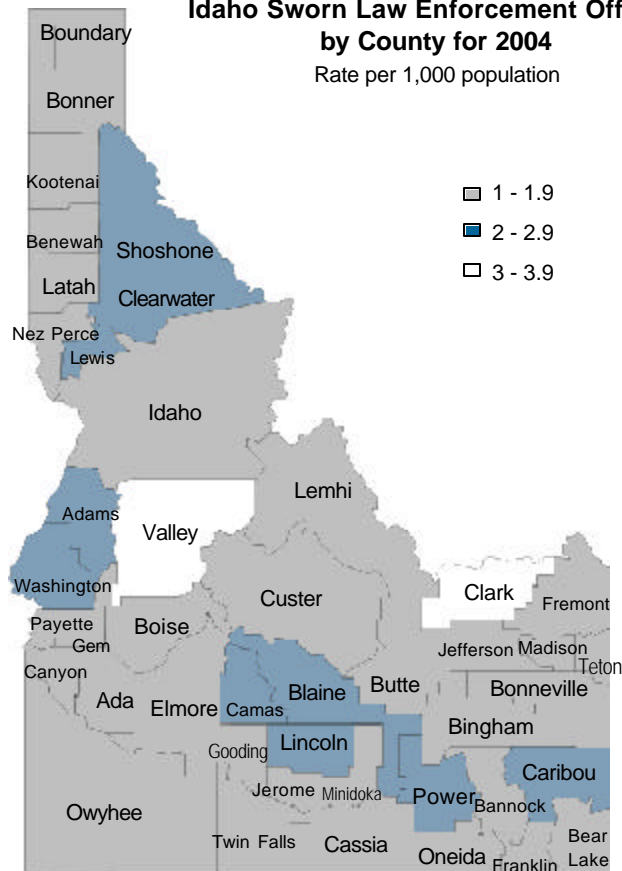 Idaho Sworn Law Enforcement Off
by County for 2004
Rate per 1,000 population
1 - 1.9
2 - 2.9
3 - 3.9
Boundary
Bonner
Kootenai
Benewah
Shoshone
Latah
Clearwater
Nez Perce
Lewis
Idaho
Lemhi
Adams
Valley
Washington
Custer
Clark
Fremont
Payette
Boise
Gem
Jefferson
Madison
Teton
Canyon
Ada
Elmore
Camas
Blaine
Butte
Bonneville
Bingham
Gooding
Lincoln
Caribou
Jerome
Minidoka
Power
Bannock
Owyhee
Twin Falls
Cassia
Oneida
Franklin
Bear
Lake